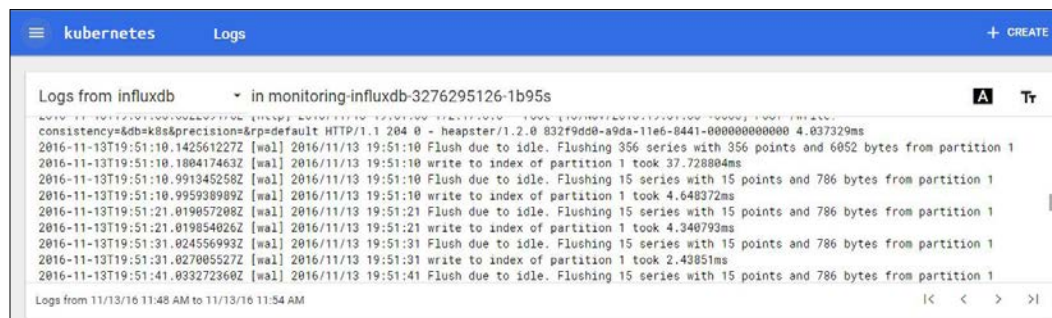 kubernetes Logs + CREATE
Logs from influxdb in monitoring-influxdb-3276295126-1b95s A Tт
consistency=&db=k8s&precision=&rp=default HTTP/1.1 204 0 - heapster/1.2.0 832f9dd0-a9da-11e6-8441-000000000000 4.037329ms
2016-11-13T19:51:10.142561227Z [wal] 2016/11/13 19:51:10 Flush due to idle. Flushing 356 series with 356 points and 6052 bytes from partition 1
2016-11-13T19:51:10.180417463Z [wal] 2016/11/13 19:51:10 write to index of partition 1 took 37.728804ms
2016-11-13T19:51:10.991345258Z [wal] 2016/11/13 19:51:10 Flush due to idle. Flushing 15 series with 15 points and 786 bytes from partition 1
2016-11-13T19:51:10.995938989Z [wal] 2016/11/13 19:51:10 write to index of partition 1 took 4.648372ms
2016-11-13T19:51:21.019057208Z [wal] 2016/11/13 19:51:21 Flush due to idle. Flushing 15 series with 15 points and 786 bytes from partition 1
2016-11-13T19:51:21.019854026Z [wal] 2016/11/13 19:51:21 write to index of partition 1 took 4.340793ms
2016-11-13T19:51:31.024556993Z [wal] 2016/11/13 19:51:31 Flush due to idle. Flushing 15 series with 15 points and 786 bytes from partition 1
2016-11-13T19:51:31.027005527Z [wal] 2016/11/13 19:51:31 write to index of partition 1 took 2.43851ms
2016-11-13T19:51:41.033272360Z [wal] 2016/11/13 19:51:41 Flush due to idle. Flushing 15 series with 15 points and 786 bytes from partition 1
Logs from 11/13/16 11:48 AM to 11/13/16 11:54 AM